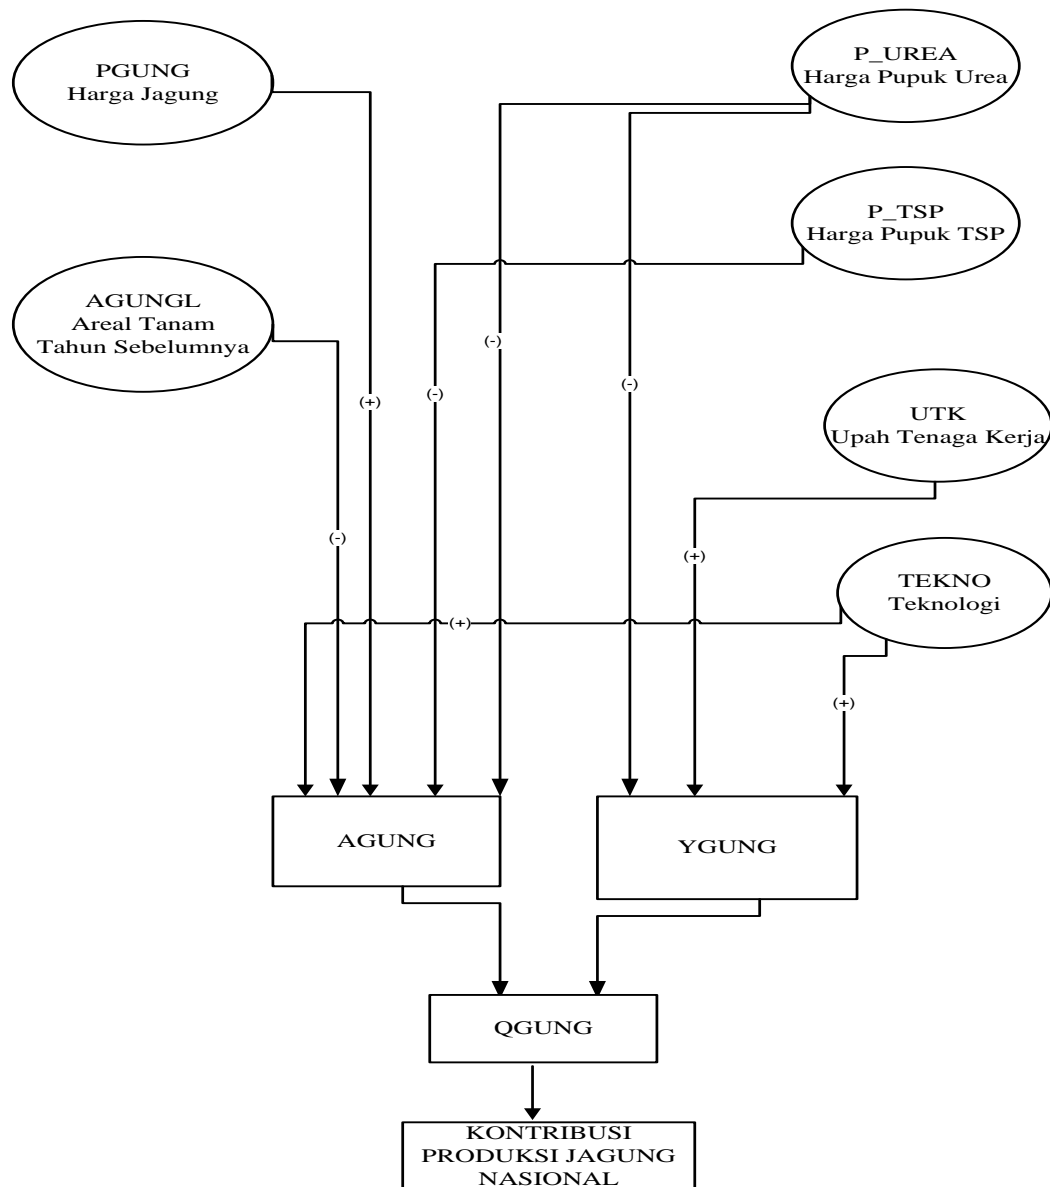 PGUNG
Harga Jagung
P_UREA
Harga Pupuk Urea
P_TSP
Harga Pupuk TSP
AGUNGL
Areal Tanam
Tahun Sebelumnya
(-)
(-)
(-)
(+)
UTK
Upah Tenaga Kerja
(-)
(+)
TEKNO
Teknologi
(+)
(+)
AGUNG
YGUNG
QGUNG
KONTRIBUSI
PRODUKSI JAGUNG
NASIONAL